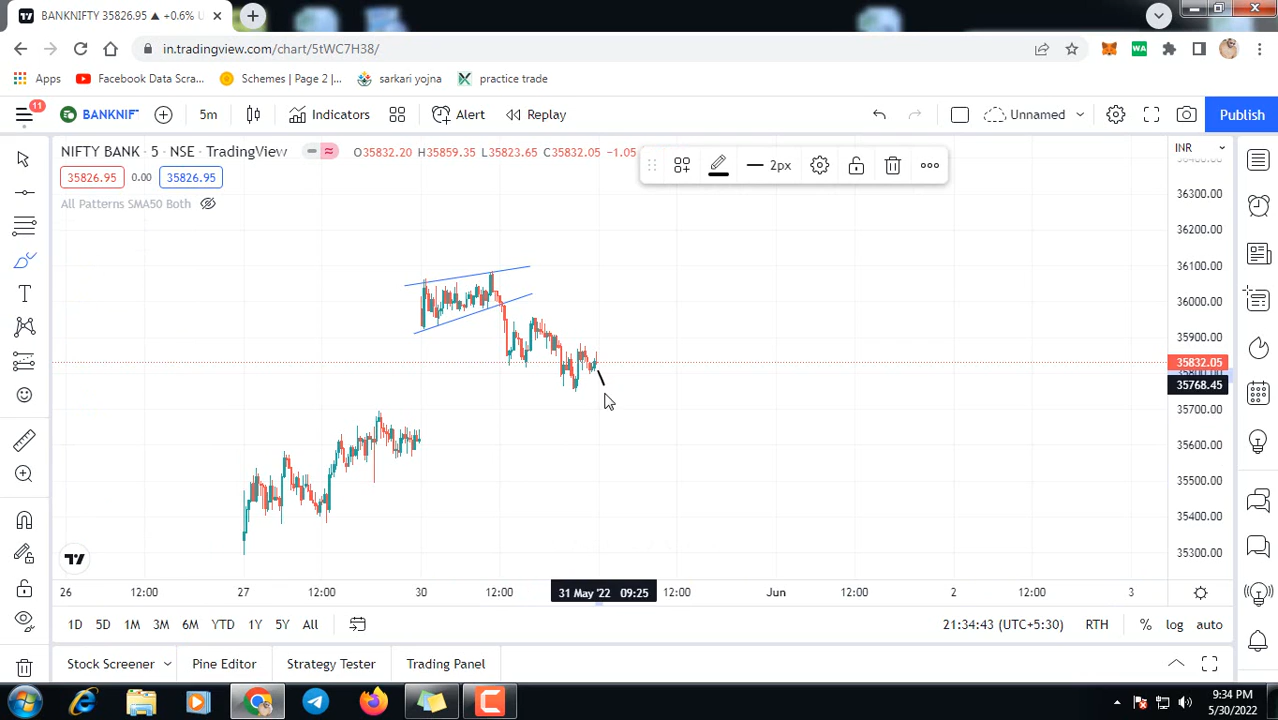 BANKNIFTY 35826.95 ▲ +0.6% U
in.tradingview.com/chart/5tWC7H38/
Apps Facebook Data Scra... Schemes | Page 2 |... sarkari yojna practice trade
11
BANKNIF 5m Indicators Alert Replay Unnamed Publish
NIFTY BANK · 5 · NSE · TradingView O35832.20 H35859.35 L35823.65 C35832.05 −1.05
2px
INR
35826.95 0.00 35826.95
All Patterns SMA50 Both
36300.00
36200.00
36100.00
36000.00
35900.00
35832.05
35768.45
35700.00
35600.00
35500.00
35400.00
35300.00
26 12:00 27 12:00 30 12:00 31 May '22 09:25 12:00 Jun 12:00 2 12:00 3
1D 5D 1M 3M 6M YTD 1Y 5Y All 21:34:43 (UTC+5:30) RTH % log auto
Stock Screener Pine Editor Strategy Tester Trading Panel
9:34 PM
5/30/2022